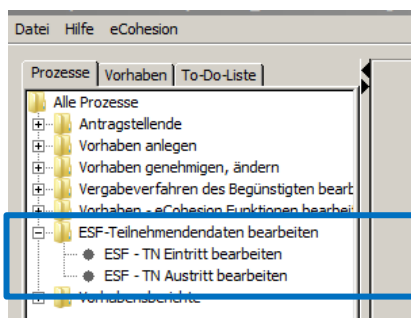 Datei Hilfe eCohesion
Prozesse Vorhaben To-Do-Liste
Alle Prozesse
Antragstellende
Vorhaben anlegen
Vorhaben genehmigen, ändern
Vergabeverfahren des Begünstigten bearb
Vorhaben - eCohesion Funktionen bearbei
ESF-Teilnehmendendaten bearbeiten
ESF - TN Eintritt bearbeiten
ESF - TN Austritt bearbeiten
Vorhabensberichte